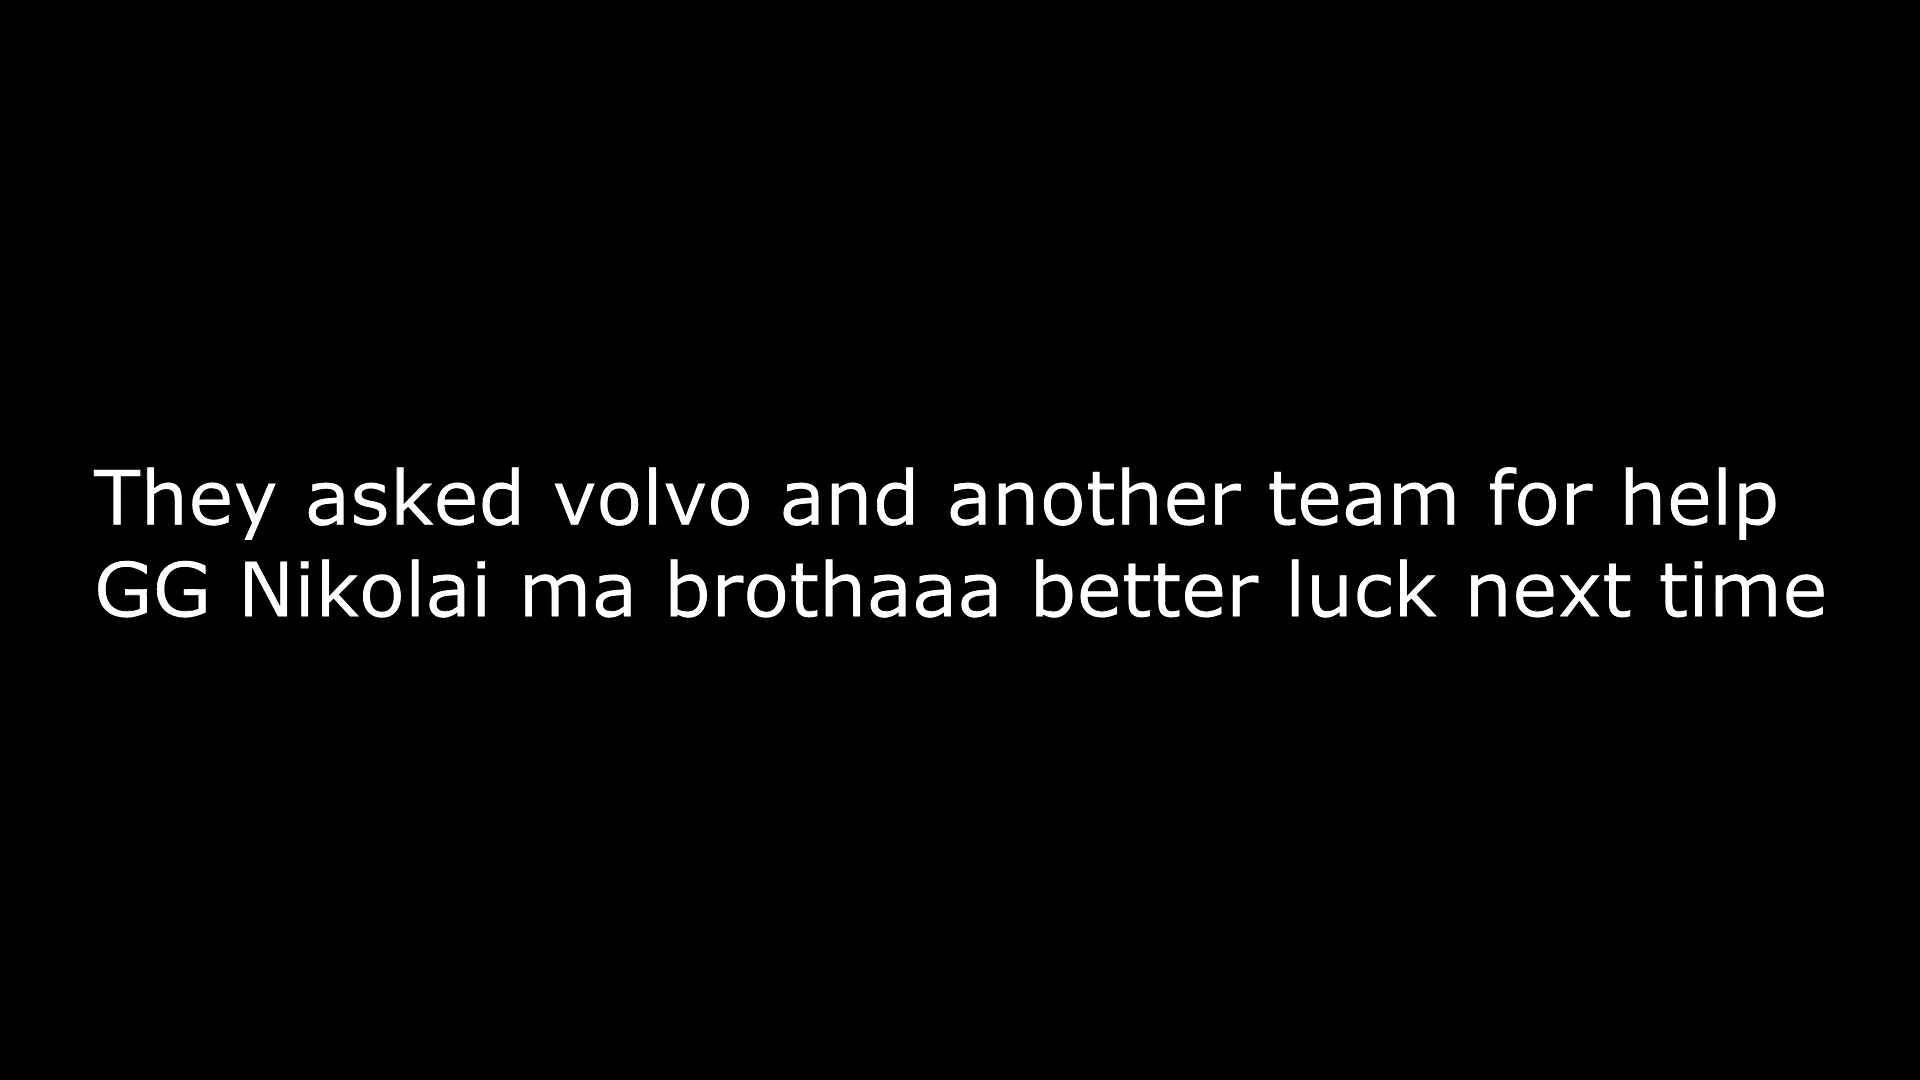 They asked volvo and another team for help
GG Nikolai ma brothaaa better luck next time